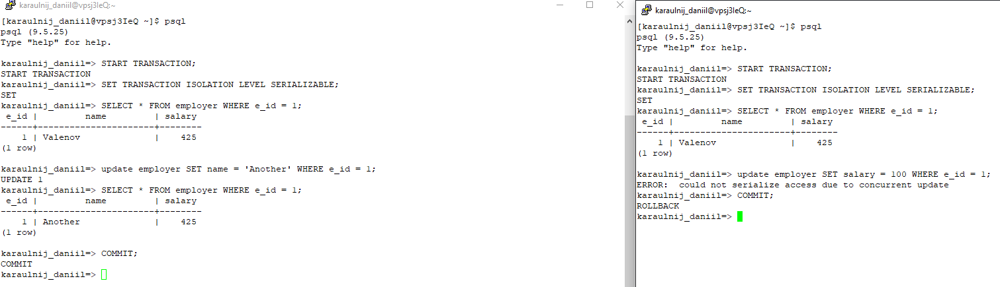 karaulnij_daniil@vpsj3IeQ:~
[karaulnij_daniil@vpsj3IeQ ~]$ psql
psql (9.5.25)
Type "help" for help.
karaulnij_daniil=> START TRANSACTION;
START TRANSACTION
karaulnij_daniil=> SET TRANSACTION ISOLATION LEVEL SERIALIZABLE;
SET
karaulnij_daniil=> SELECT * FROM employer WHERE e_id = 1;
 e_id |         name         | salary
------+----------------------+--------
    1 | Valenov              |    425
(1 row)
karaulnij_daniil=> update employer SET name = 'Another' WHERE e_id = 1;
UPDATE 1
karaulnij_daniil=> SELECT * FROM employer WHERE e_id = 1;
 e_id |         name         | salary
------+----------------------+--------
    1 | Another              |    425
(1 row)
karaulnij_daniil=> COMMIT;
COMMIT
karaulnij_daniil=>
karaulnij_daniil@vpsj3IeQ:~
[karaulnij_daniil@vpsj3IeQ ~]$ psql
psql (9.5.25)
Type "help" for help.
karaulnij_daniil=> START TRANSACTION;
START TRANSACTION
karaulnij_daniil=> SET TRANSACTION ISOLATION LEVEL SERIALIZABLE;
SET
karaulnij_daniil=> SELECT * FROM employer WHERE e_id = 1;
 e_id |         name         | salary
------+----------------------+--------
    1 | Valenov              |    425
(1 row)
karaulnij_daniil=> update employer SET salary = 100 WHERE e_id = 1;
ERROR:  could not serialize access due to concurrent update
karaulnij_daniil=> COMMIT;
ROLLBACK
karaulnij_daniil=>